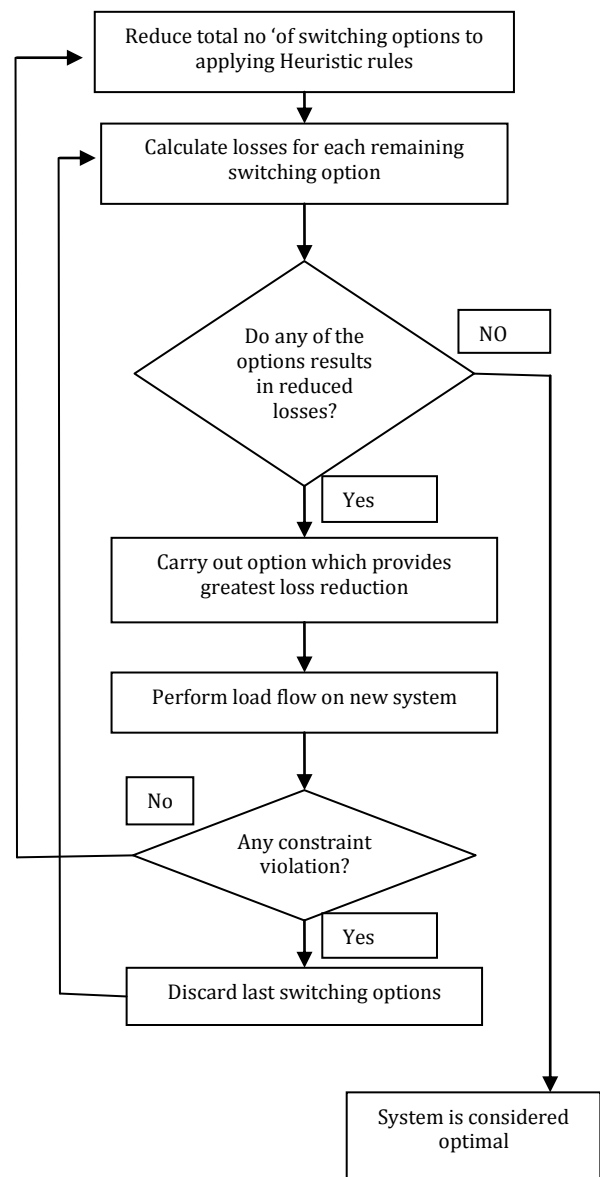 Reduce total no ‘of switching options to
applying Heuristic rules
Calculate losses for each remaining
switching option
Do any of the
options results
in reduced
losses?
NO
Yes
Carry out option which provides
greatest loss reduction
Perform load flow on new system
No
Any constraint
violation?
Yes
Discard last switching options
System is considered
optimal